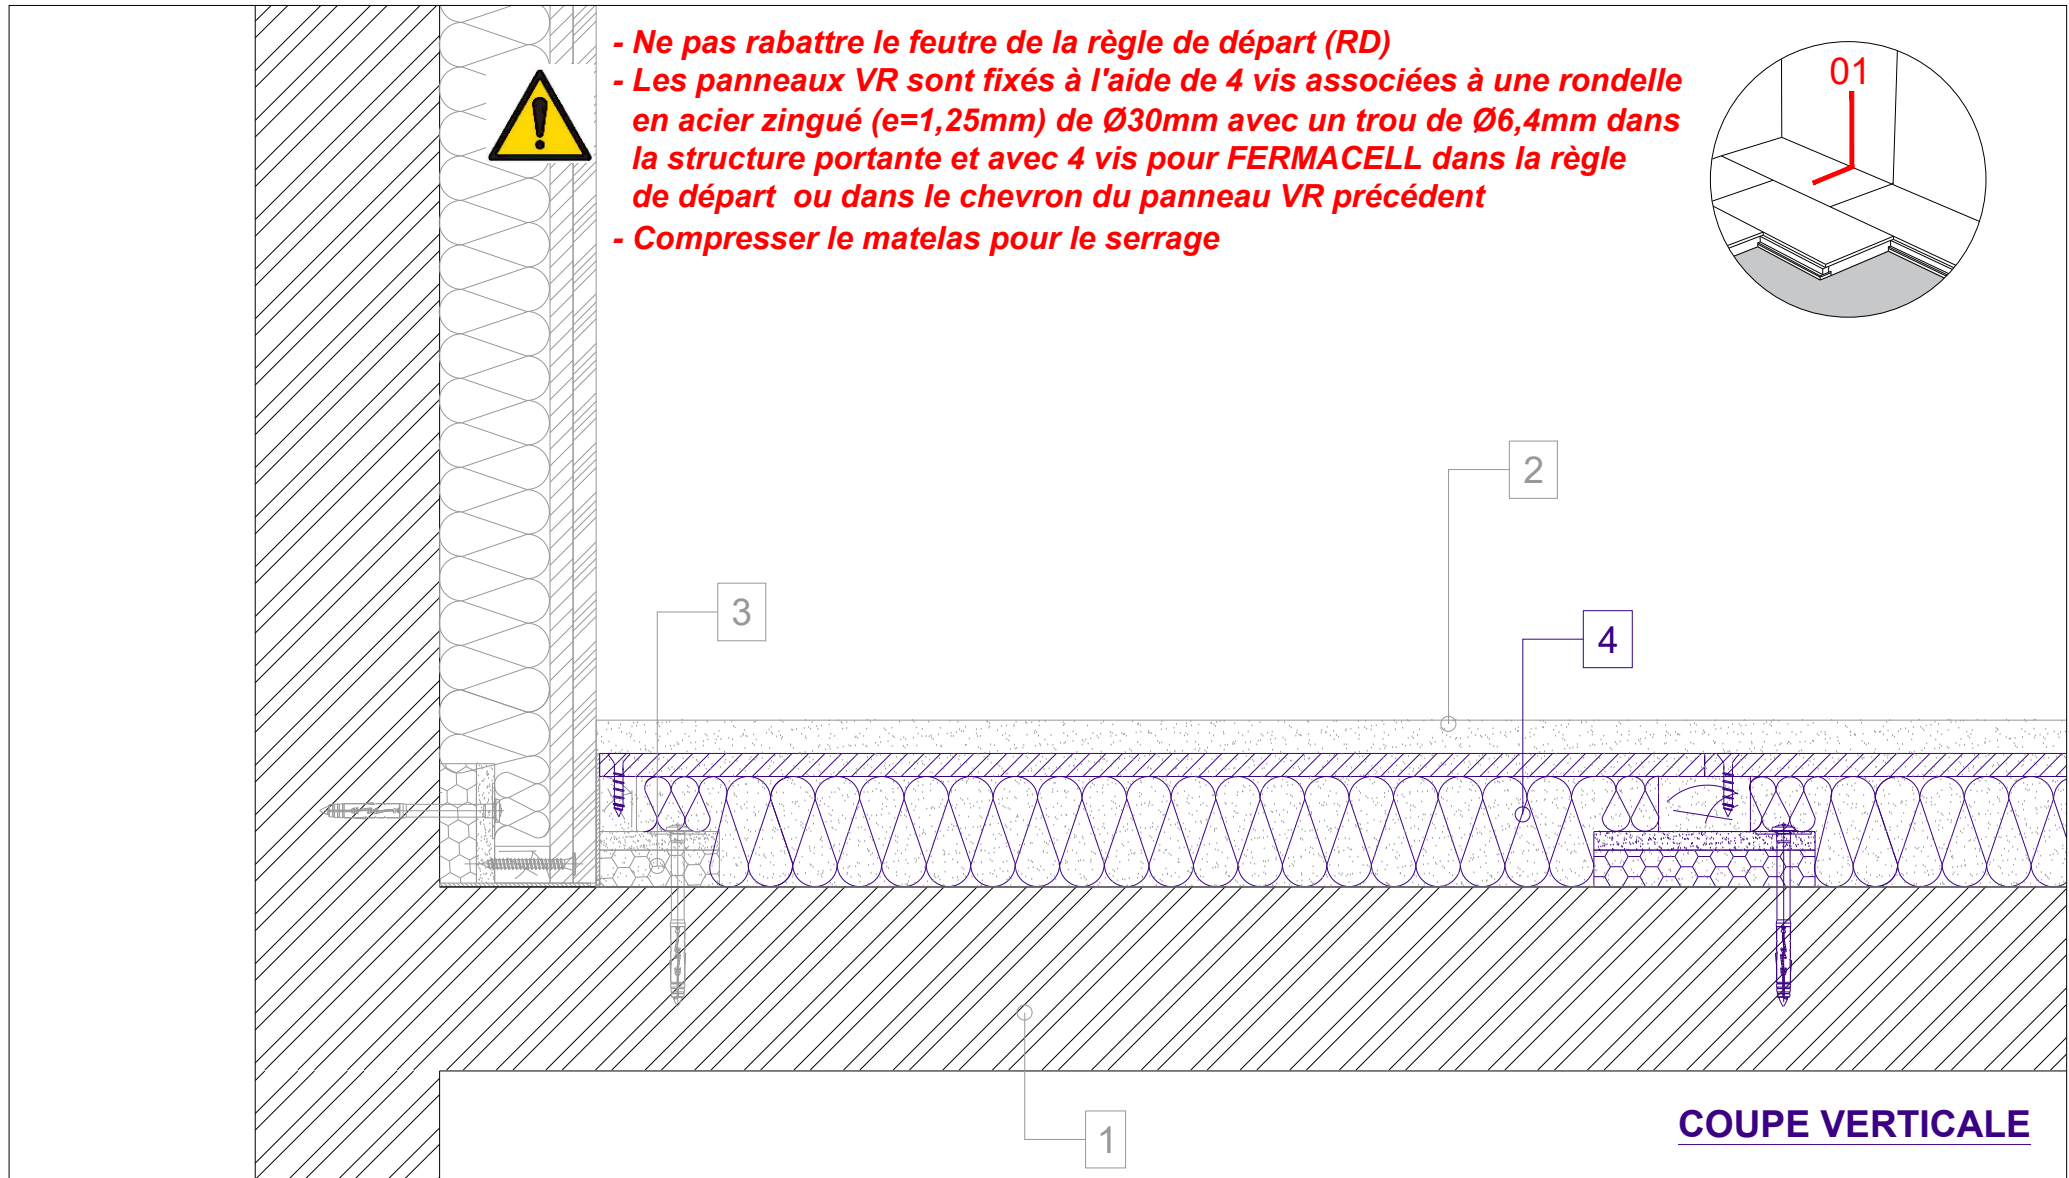 - Ne pas rabattre le feutre de la règle de départ (RD)
- Les panneaux VR sont fixés à l'aide de 4 vis associées à une rondelle
en acier zingué (e=1,25mm) de Ø30mm avec un trou de Ø6,4mm dans
la structure portante et avec 4 vis pour FERMACELL dans la règle
de départ ou dans le chevron du panneau VR précédent
- Compresser le matelas pour le serrage
01
2
3
4
1
COUPE VERTICALE